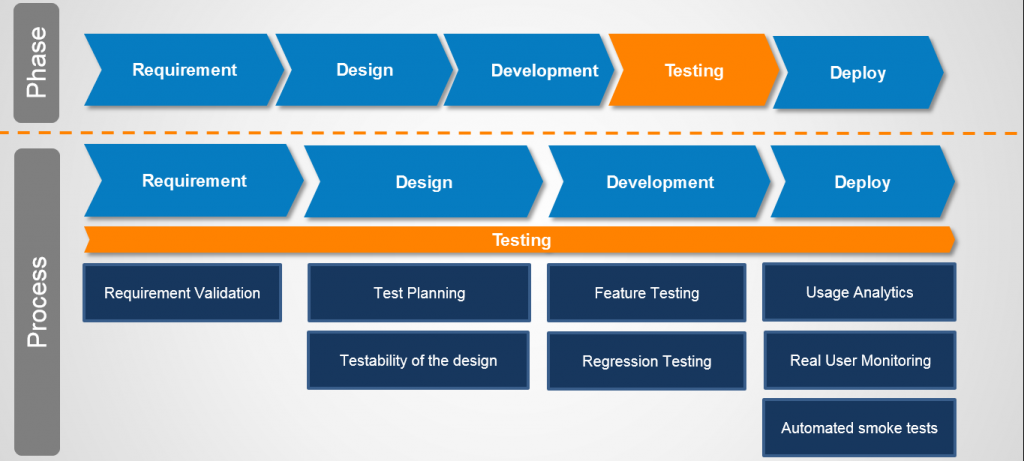 Phase
Requirement
Design
Development
Testing
Deploy
Process
Requirement
Design
Development
Deploy
Testing
Requirement Validation
Test Planning
Feature Testing
Usage Analytics
Testability of the design
Regression Testing
Real User Monitoring
Automated smoke tests